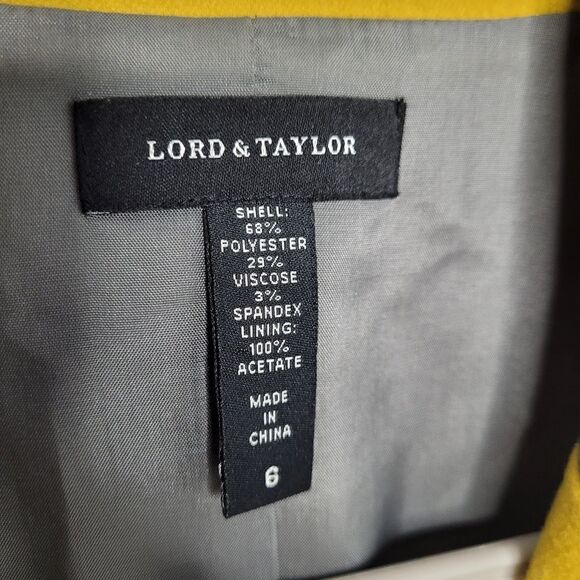 LORD & TAYLOR
SHELL:
68%
POLYESTER
29%
VISCOSE
3%
SPANDEX
LINING:
100%
ACETATE
MADE
IN
CHINA
6